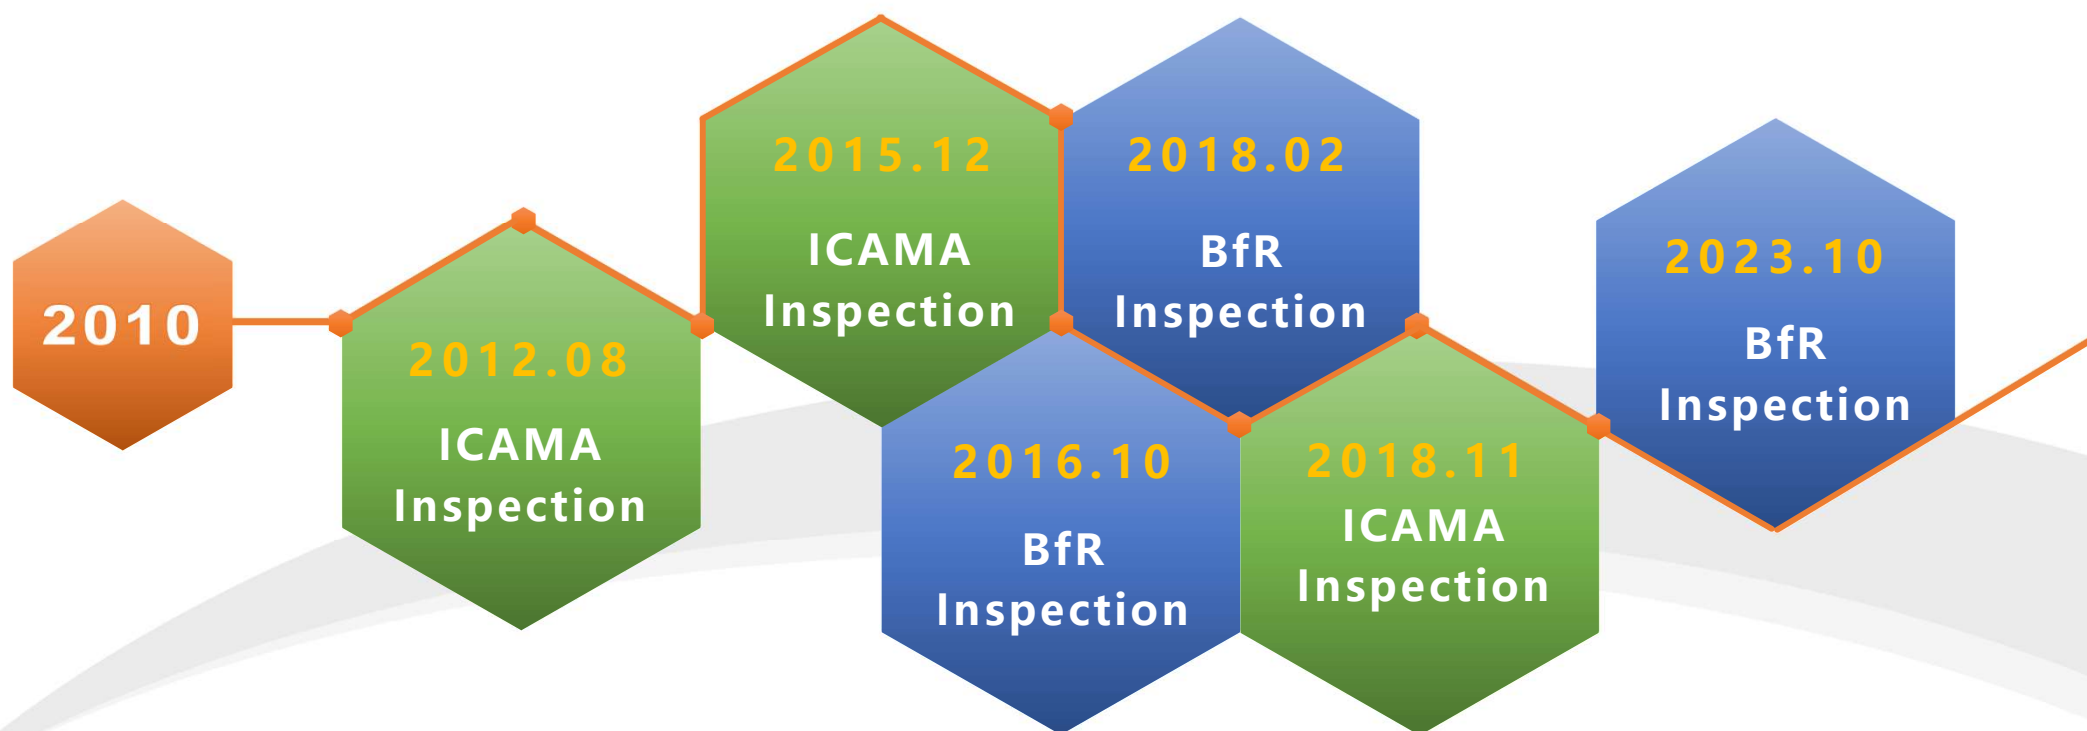 2010
2012.08
ICAMA
Inspection
2015.12
ICAMA
Inspection
2016.10
BfR
Inspection
2018.02
BfR
Inspection
2018.11
ICAMA
Inspection
2023.10
BfR
Inspection